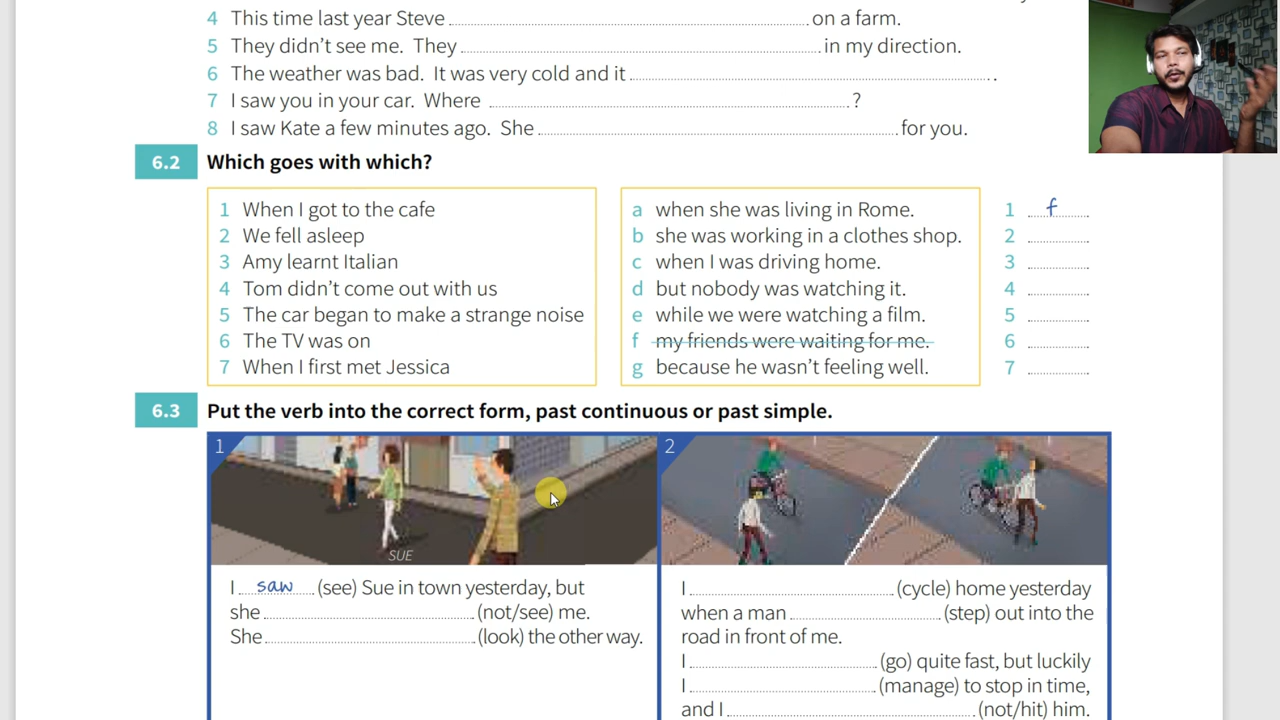 4 This time last year Steve on a farm.
5 They didn't see me. They in my direction.
6 The weather was bad. It was very cold and it .
7 I saw you in your car. Where ?
8 I saw Kate a few minutes ago. She for you.
6.2 Which goes with which?
1 When I got to the cafe
2 We fell asleep
3 Amy learnt Italian
4 Tom didn't come out with us
5 The car began to make a strange noise
6 The TV was on
7 When I first met Jessica
a when she was living in Rome.
b she was working in a clothes shop.
c when I was driving home.
d but nobody was watching it.
e while we were watching a film.
f my friends were waiting for me.
g because he wasn't feeling well.
1 f
2
3
4
5
6
7
6.3 Put the verb into the correct form, past continuous or past simple.
1
SUE
I saw (see) Sue in town yesterday, but
she (not/see) me.
She (look) the other way.
2
I (cycle) home yesterday
when a man (step) out into the
road in front of me.
I (go) quite fast, but luckily
I (manage) to stop in time,
and I (not/hit) him.